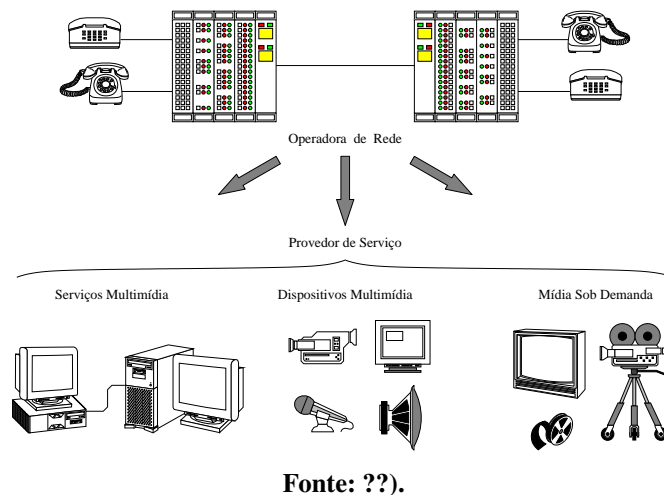 Operadora de Rede
Provedor de Serviço
Serviços Multimídia
Dispositivos Multimídia
Mídia Sob Demanda
Fonte: ??).